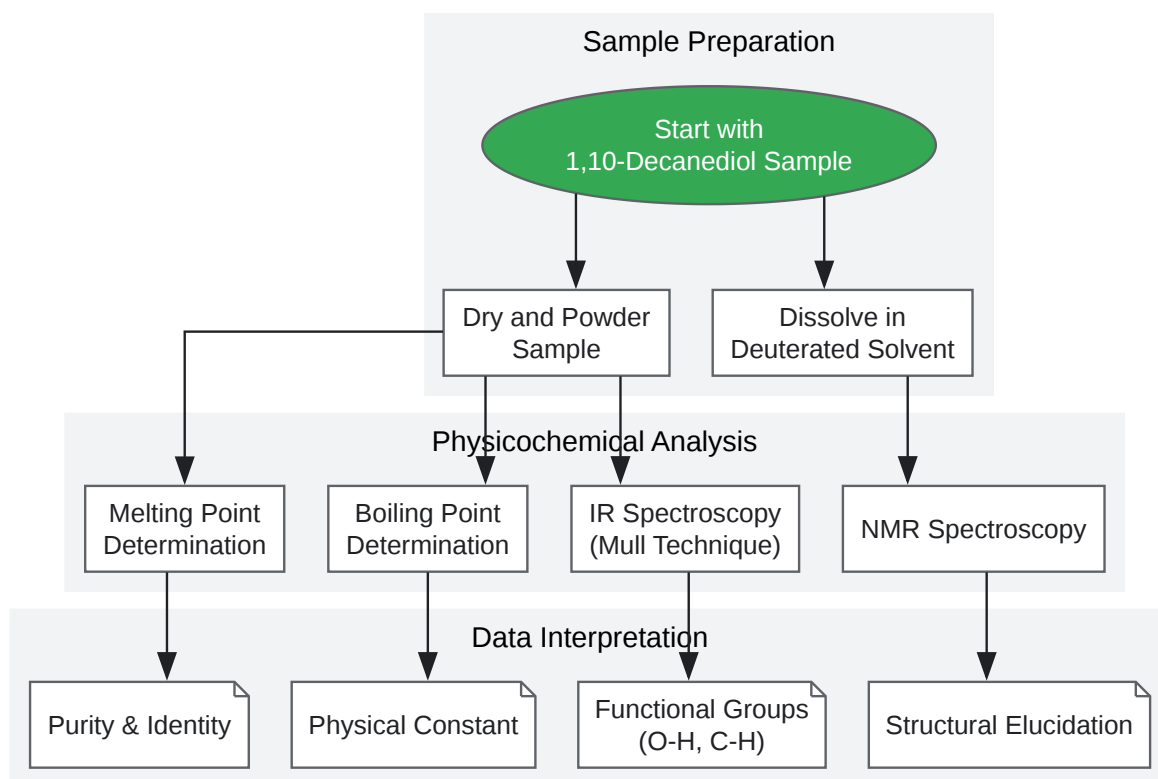 Sample Preparation
Start with
1,10-Decanediol Sample
Dry and Powder
Sample
Dissolve in
Deuterated Solvent
Physicochemical Analysis
Melting Point
Determination
Boiling Point
Determination
IR Spectroscopy
(Mull Technique)
NMR Spectroscopy
Data Interpretation
Purity & Identity
Physical Constant
Functional Groups
(O-H, C-H)
Structural Elucidation